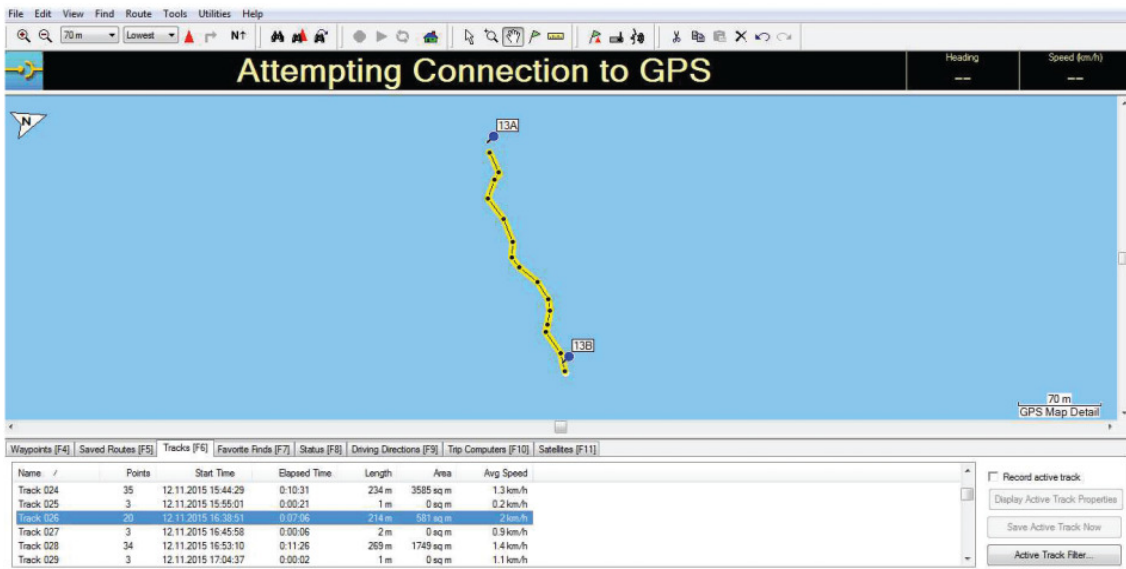 File Edit View Find Route Tools Utilities Help
70 m Lowest N↑
Attempting Connection to GPS
Heading Speed (km/h)
-- --
N
13A
13B
70 m
GPS Map Detail
Waypoints [F4] Saved Routes [F5] Tracks [F6] Favorite Finds [F7] Status [F8] Driving Directions [F9] Trip Computers [F10] Satellites [F11]
Name / Points Start Time Elapsed Time Length Area Avg Speed
Track 024 35 12.11.2015 15:44:29 0:10:31 234 m 3585 sq m 1.3 km/h
Track 025 3 12.11.2015 15:55:01 0:00:21 1 m 0 sq m 0.2 km/h
Track 026 20 12.11.2015 16:38:51 0:07:06 214 m 581 sq m 2 km/h
Track 027 3 12.11.2015 16:45:58 0:00:06 2 m 0 sq m 0.9 km/h
Track 028 34 12.11.2015 16:53:10 0:11:26 269 m 1749 sq m 1.4 km/h
Track 029 3 12.11.2015 17:04:37 0:00:02 1 m 0 sq m 1.1 km/h
Record active track
Display Active Track Properties
Save Active Track Now
Active Track Filter...